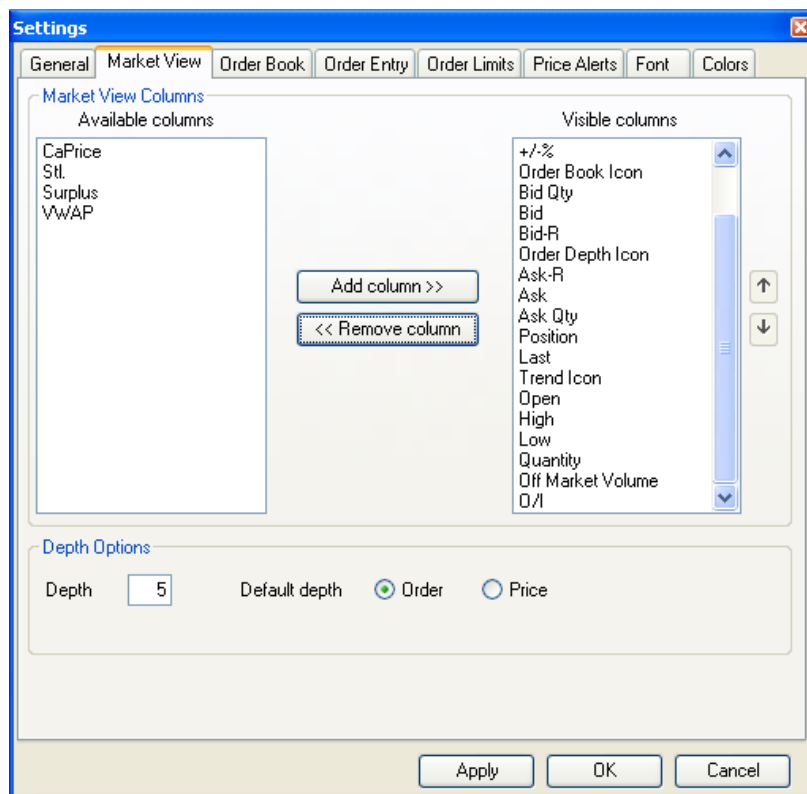 Settings
General Market View Order Book Order Entry Order Limits Price Alerts Font Colors
Market View Columns
Available columns
CaPrice
Stl.
Surplus
VWAP
Add column >>
<< Remove column
Visible columns
+/-%
Order Book Icon
Bid Qty
Bid
Bid-R
Order Depth Icon
Ask-R
Ask
Ask Qty
Position
Last
Trend Icon
Open
High
Low
Quantity
Off Market Volume
O/I
Depth Options
Depth 5 Default depth Order Price
Apply OK Cancel